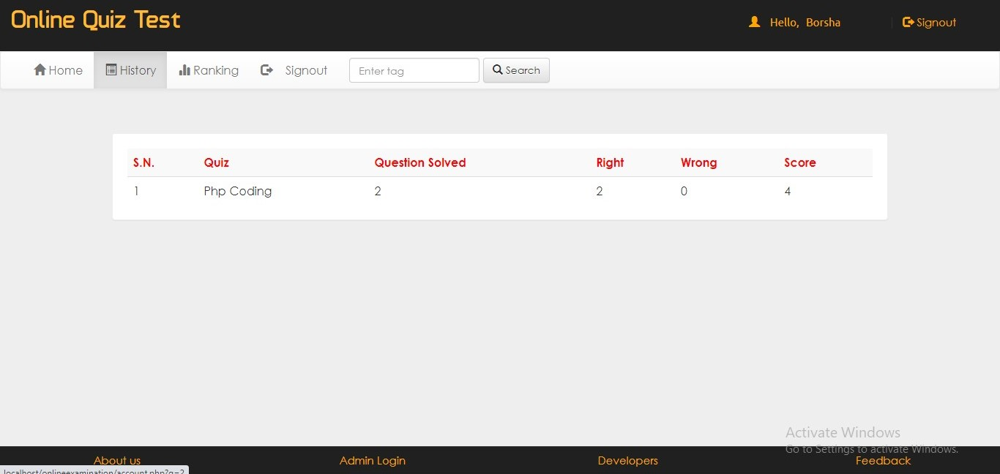 Online Quiz Test
Hello, Borsha | Signout
Home History Ranking Signout Enter tag Search
S.N. Quiz Question Solved Right Wrong Score
1 Php Coding 2 2 0 4
Activate Windows
Go to Settings to activate Windows.
About us Admin Login Developers Feedback
localhost/onlineexamination/account.php?q=2